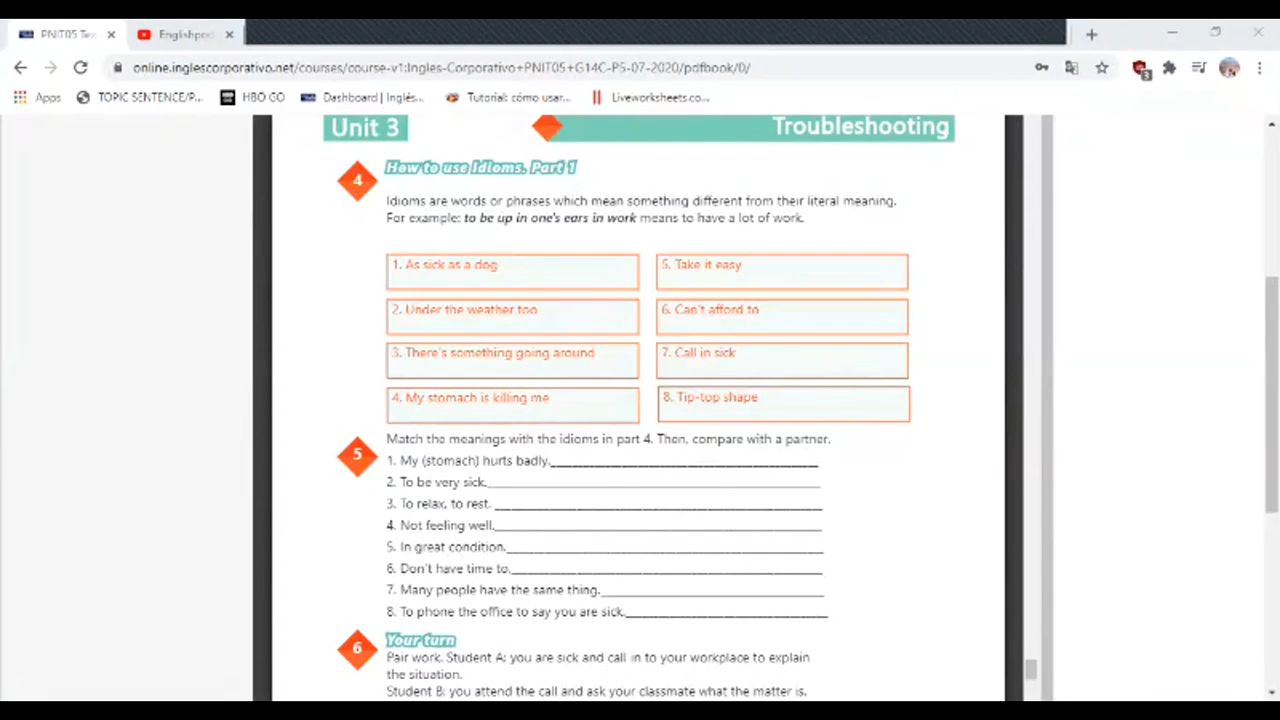 PNIT05 Tex
Englishpod
online.inglescorporativo.net/courses/course-v1:Ingles-Corporativo+PNIT05+G14C-P5-07-2020/pdfbook/0/
3
Apps
TOPIC SENTENCE/P...
HBO GO
Dashboard | Inglés...
Tutorial: cómo usar...
Liveworksheets.co...
Unit 3
Troubleshooting
4
How to use Idioms. Part 1
Idioms are words or phrases which mean something different from their literal meaning.
For example: to be up in one's ears in work means to have a lot of work.
1. As sick as a dog
5. Take it easy
2. Under the weather too
6. Can't afford to
3. There's something going around
7. Call in sick
4. My stomach is killing me
8. Tip-top shape
5
Match the meanings with the idioms in part 4. Then, compare with a partner.
1. My (stomach) hurts badly.
2. To be very sick.
3. To relax, to rest.
4. Not feeling well.
5. In great condition.
6. Don't have time to.
7. Many people have the same thing.
8. To phone the office to say you are sick.
6
Your turn
Pair work. Student A: you are sick and call in to your workplace to explain
the situation.
Student B: you attend the call and ask your classmate what the matter is.